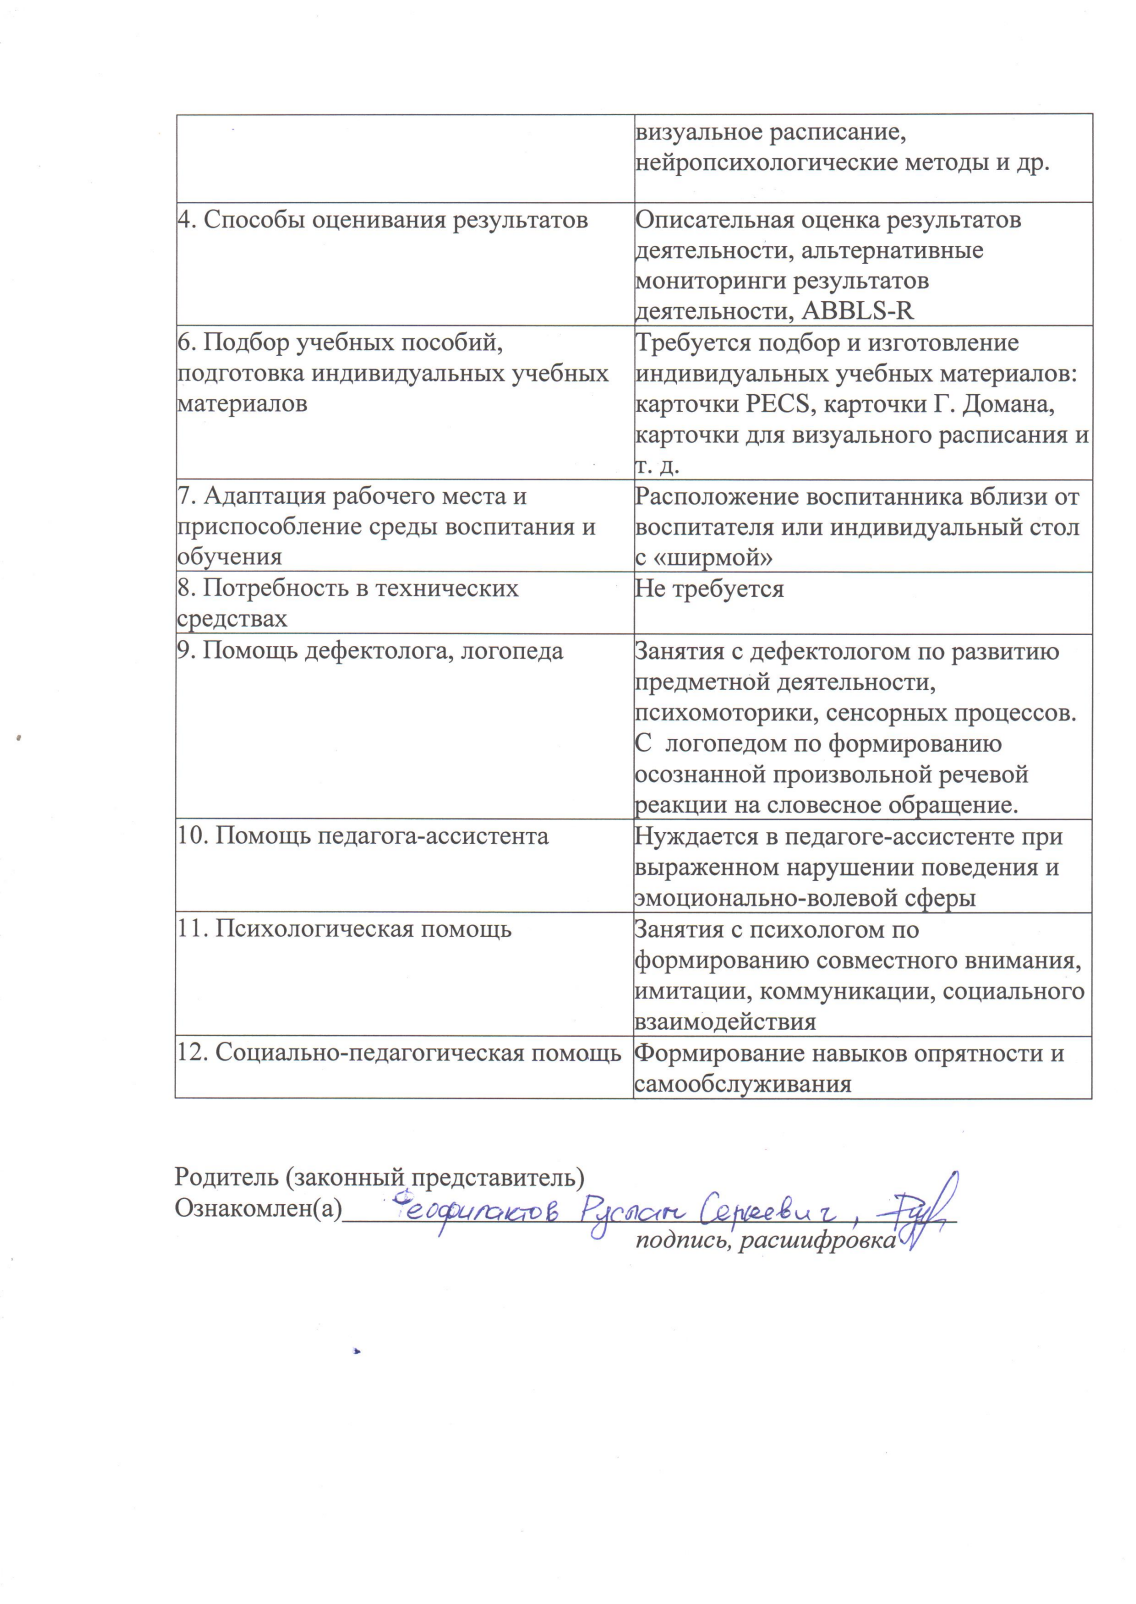 визуальное расписание,
нейропсихологические методы и др.
4. Способы оценивания результатов
Описательная оценка результатов
деятельности, альтернативные
мониторинги результатов
деятельности, ABBLS-R
6. Подбор учебных пособий,
подготовка индивидуальных учебных
материалов
Требуется подбор и изготовление
индивидуальных учебных материалов:
карточки PECS, карточки Г. Домана,
карточки для визуального расписания и
т. д.
7. Адаптация рабочего места и
приспособление среды воспитания и
обучения
Расположение воспитанника вблизи от
воспитателя или индивидуальный стол
с «ширмой»
8. Потребность в технических
средствах
Не требуется
9. Помощь дефектолога, логопеда
Занятия с дефектологом по развитию
предметной деятельности,
психомоторики, сенсорных процессов.
С логопедом по формированию
осознанной произвольной речевой
реакции на словесное обращение.
10. Помощь педагога-ассистента
Нуждается в педагоге-ассистенте при
выраженном нарушении поведения и
эмоционально-волевой сферы
11. Психологическая помощь
Занятия с психологом по
формированию совместного внимания,
имитации, коммуникации, социального
взаимодействия
12. Социально-педагогическая помощь
Формирование навыков опрятности и
самообслуживания
Родитель (законный представитель)
Ознакомлен(а) Феофилактов Руслан Сергеевич,
подпись, расшифровка